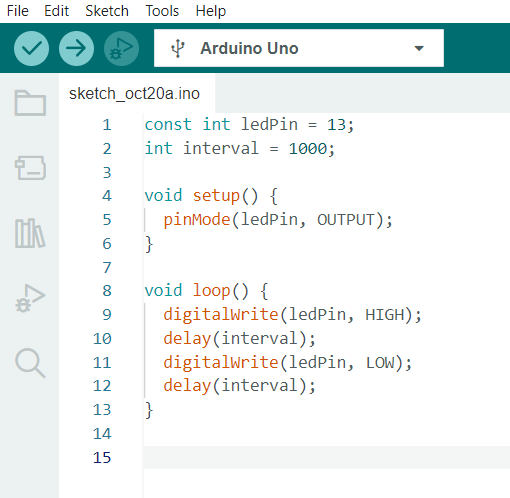 File Edit Sketch Tools Help
Arduino Uno
sketch_oct20a.ino
1 const int ledPin = 13;
2 int interval = 1000;
3
4 void setup() {
5   pinMode(ledPin, OUTPUT);
6 }
7
8 void loop() {
9   digitalWrite(ledPin, HIGH);
10   delay(interval);
11   digitalWrite(ledPin, LOW);
12   delay(interval);
13 }
14
15